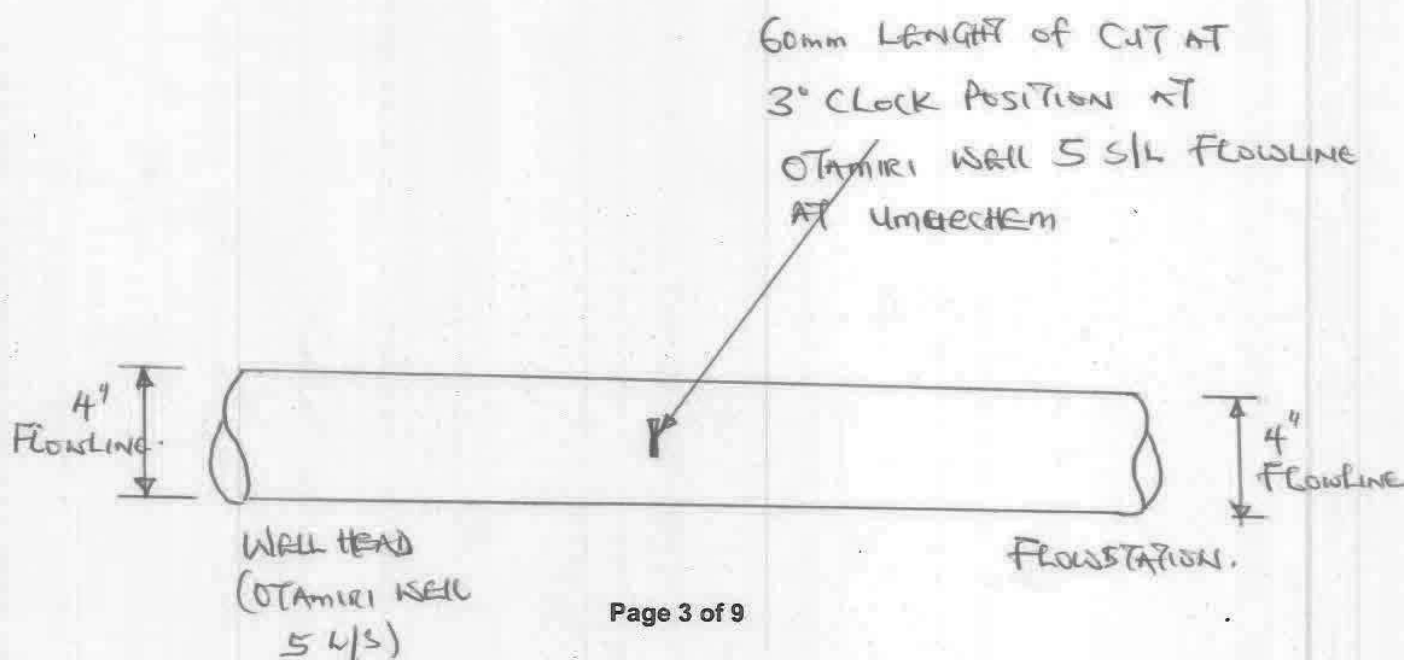 60mm LENGHT of CUT AT
3° CLOCK POSITION AT
OTAMIRI WELL 5 S/L FLOWLINE
AT UMUECHEM
4"
FLOWLINE.
4"
FLOWLINE
WELL HEAD
(OTAMIRI WELL
5 L/S)
FLOWSTATION.
Page 3 of 9